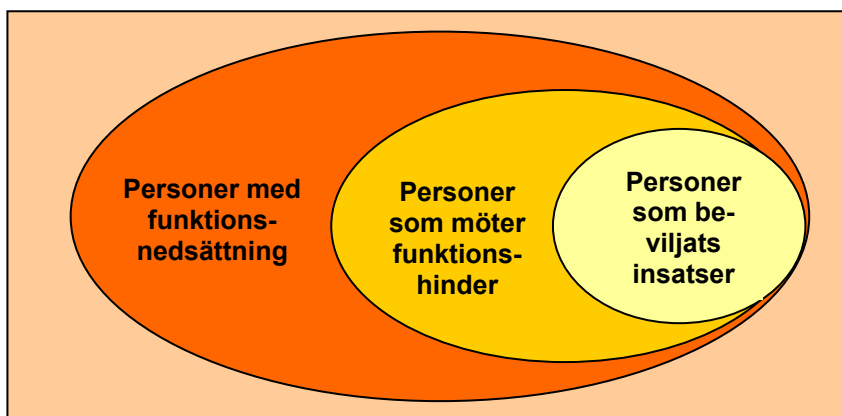 Personer med
funktions-
nedsättning
Personer
som möter
funktions-
hinder
Personer
som be-
viljats
insatser